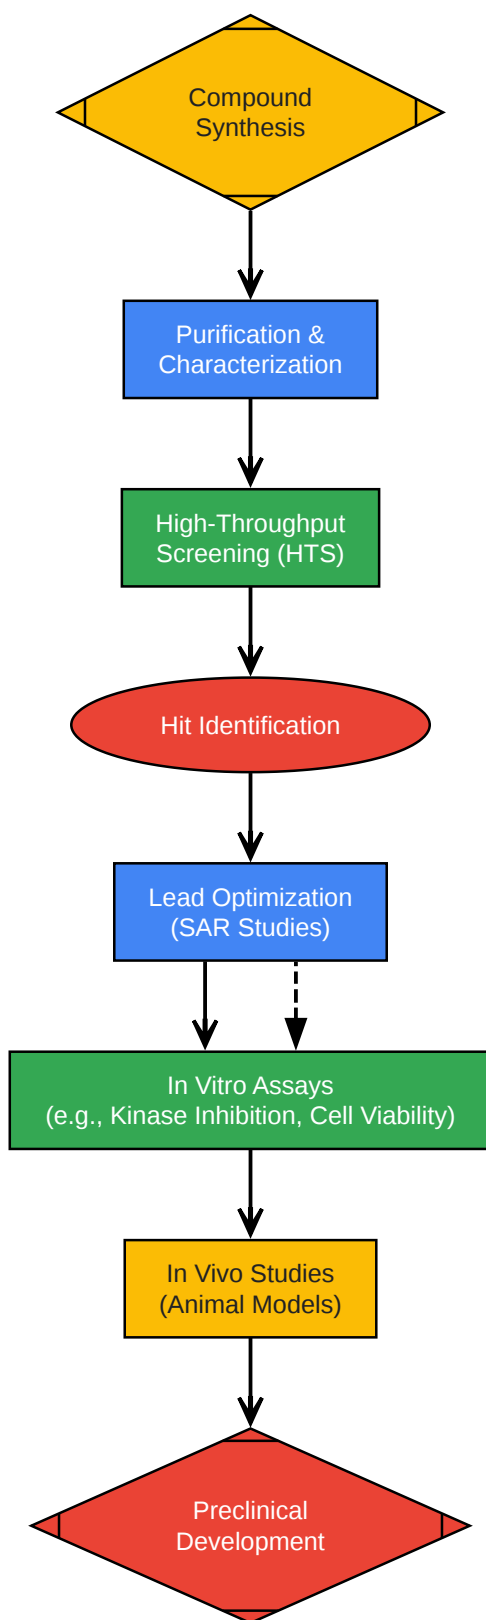 Compound
Synthesis
Purification &
Characterization
High-Throughput
Screening (HTS)
Hit Identification
Lead Optimization
(SAR Studies)
In Vitro Assays
(e.g., Kinase Inhibition, Cell Viability)
In Vivo Studies
(Animal Models)
Preclinical
Development